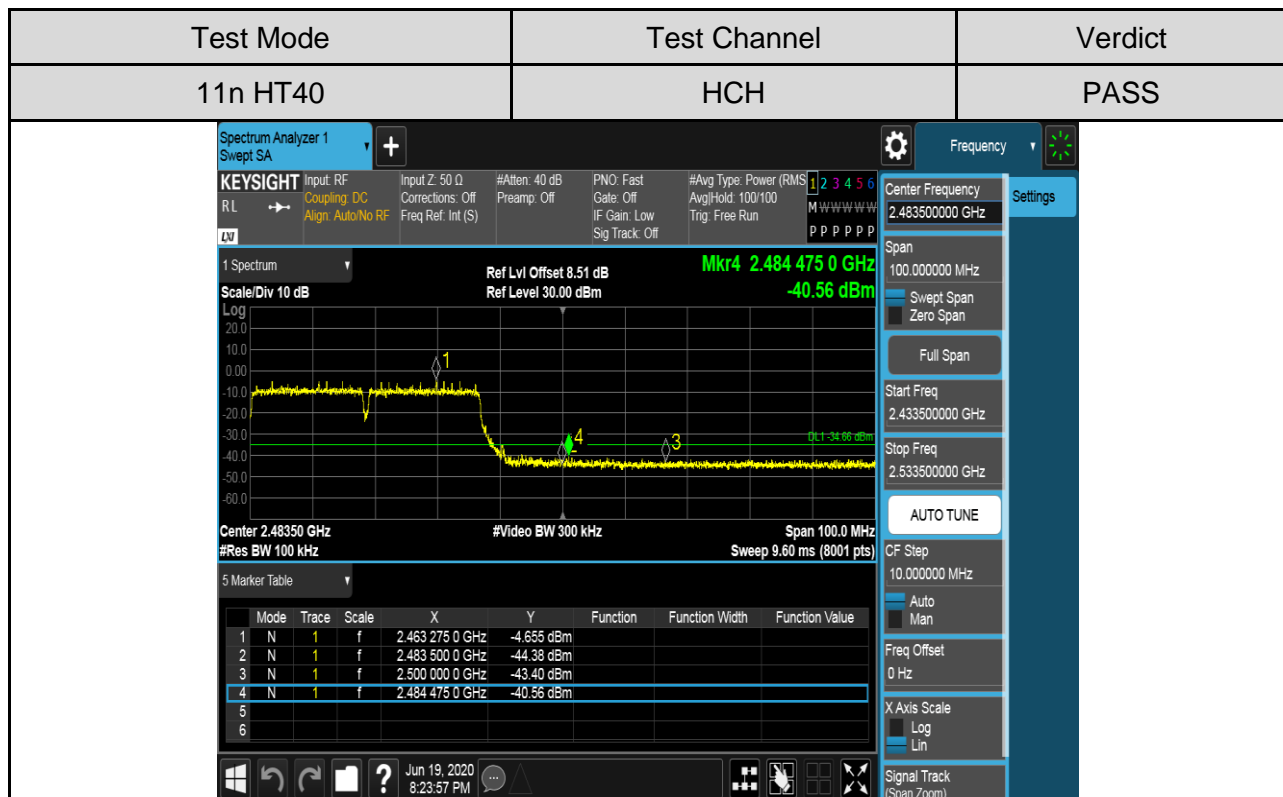 Test Mode Test Channel Verdict
11n HT40 HCH PASS
Spectrum Analyzer 1
Swept SA
+
Frequency
KEYSIGHT Input: RF Input Z: 50 Ω #Atten: 40 dB PNO: Fast #Avg Type: Power (RMS 1 2 3 4 5 6
RL Coupling: DC Corrections: Off Preamp: Off Gate: Off Avg|Hold: 100/100 M W W W W W
Align: Auto/No RF Freq Ref: Int (S) IF Gain: Low Trig: Free Run
LXI Sig Track: Off P P P P P P
1 Spectrum Ref Lvl Offset 8.51 dB Mkr4 2.484 475 0 GHz
Scale/Div 10 dB Ref Level 30.00 dBm -40.56 dBm
Log
20.0
10.0
0.00
-10.0
-20.0
-30.0
-40.0
-50.0
-60.0
1
4
3
DL1 -34.66 dBm
Center 2.48350 GHz #Video BW 300 kHz Span 100.0 MHz
#Res BW 100 kHz Sweep 9.60 ms (8001 pts)
5 Marker Table
Mode Trace Scale X Y Function Function Width Function Value
1 N 1 f 2.463 275 0 GHz -4.655 dBm
2 N 1 f 2.483 500 0 GHz -44.38 dBm
3 N 1 f 2.500 000 0 GHz -43.40 dBm
4 N 1 f 2.484 475 0 GHz -40.56 dBm
5
6
? Jun 19, 2020
8:23:57 PM
Center Frequency
2.483500000 GHz
Settings
Span
100.000000 MHz
Swept Span
Zero Span
Full Span
Start Freq
2.433500000 GHz
Stop Freq
2.533500000 GHz
AUTO TUNE
CF Step
10.000000 MHz
Auto
Man
Freq Offset
0 Hz
X Axis Scale
Log
Lin
Signal Track
(Span Zoom)